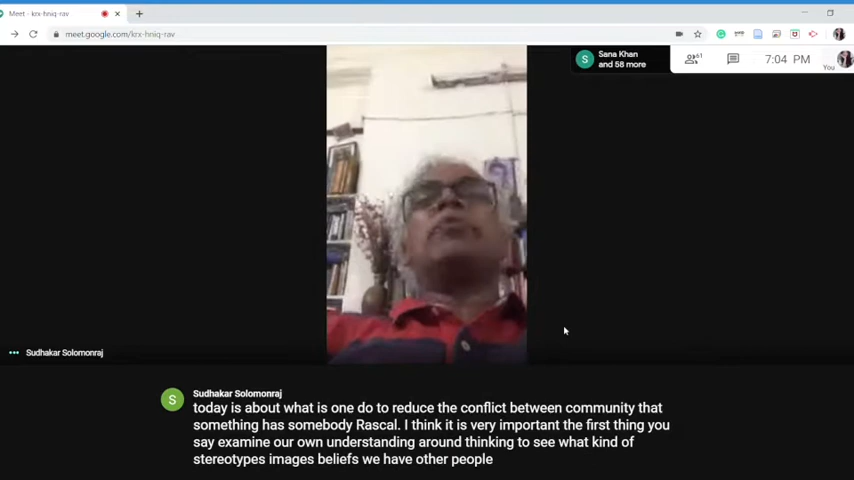 Meet - krx-hniq-rav
meet.google.com/krx-hniq-rav
Sana Khan
and 58 more
S
61
7:04 PM
You
Sudhakar Solomonraj
S
Sudhakar Solomonraj
today is about what is one do to reduce the conflict between community that
something has somebody Rascal. I think it is very important the first thing you
say examine our own understanding around thinking to see what kind of
stereotypes images beliefs we have other people